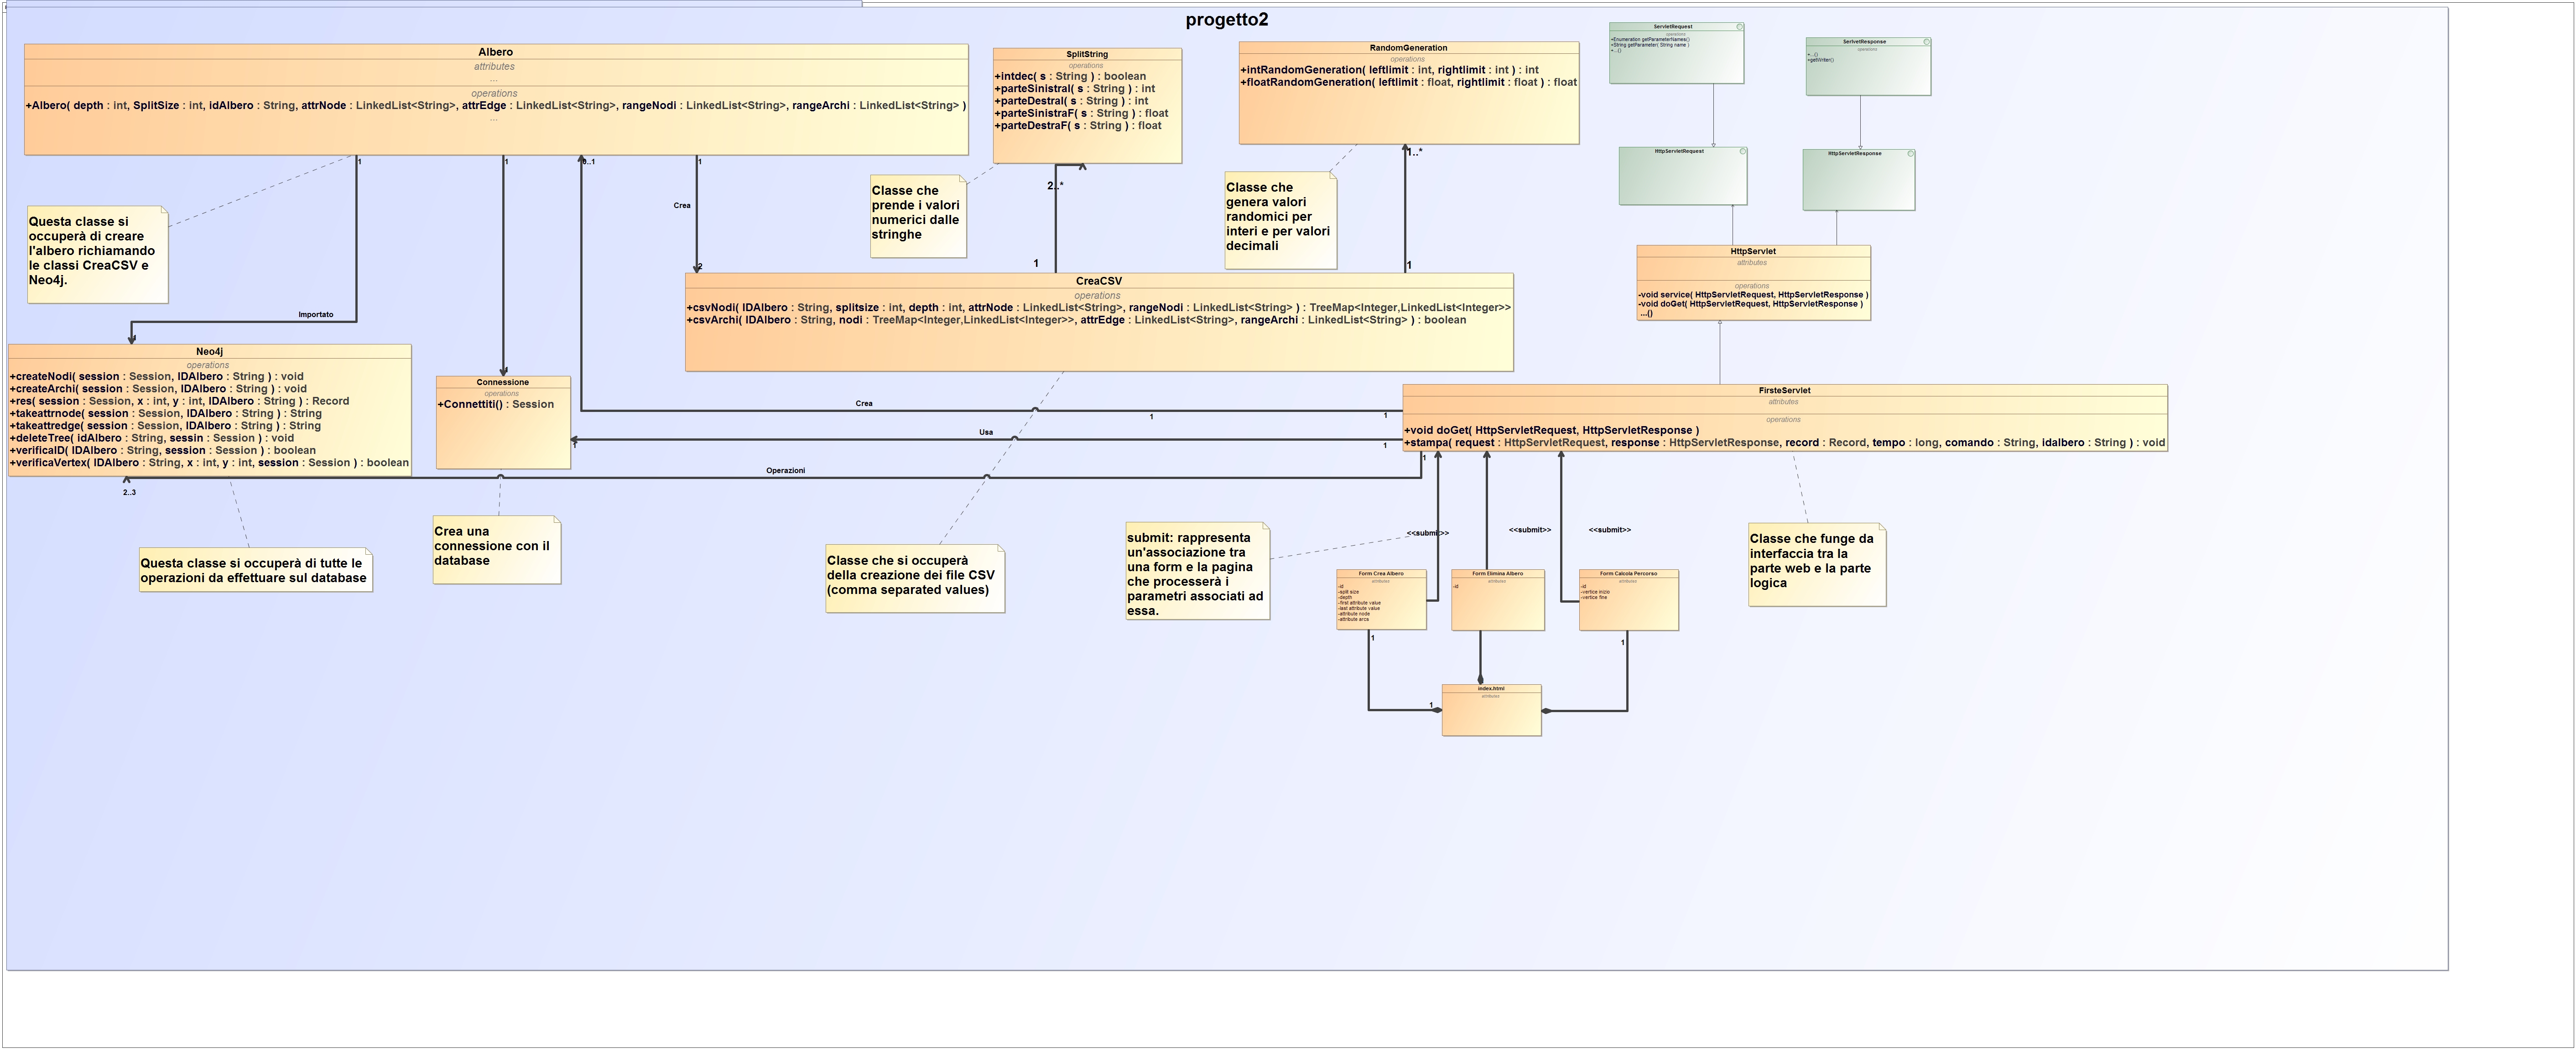 progetto2
Albero
attributes
...
operations
+Albero( depth : int, SplitSize : int, idAlbero : String, attrNode : LinkedList<String>, attrEdge : LinkedList<String>, rangeNodi : LinkedList<String>, rangeArchi : LinkedList<String> )
...
SplitString
operations
+intdec( s : String ) : boolean
+parteSinistraI( s : String ) : int
+parteDestraI( s : String ) : int
+parteSinistraF( s : String ) : float
+parteDestraF( s : String ) : float
RandomGeneration
operations
+intRandomGeneration( leftlimit : int, rightlimit : int ) : int
+floatRandomGeneration( leftlimit : float, rightlimit : float ) : float
ServletRequest
operations
+Enumeration getParameterNames()
+String getParameter( String name )
+...()
SerlvetResponse
operations
+...()
+getWriter()
HttpServletRequest
HttpServletResponse
1
1
0..1
1
Crea
2
2..*
1
1..*
1
Questa classe si
occuperà di creare
l'albero richiamando
le classi CreaCSV e
Neo4j.
Classe che
prende i valori
numerici dalle
stringhe
Classe che
genera valori
randomici per
interi e per valori
decimali
HttpServlet
attributes
operations
-void service( HttpServletRequest, HttpServletResponse )
-void doGet( HttpServletRequest, HttpServletResponse )
...()
CreaCSV
operations
+csvNodi( IDAlbero : String, splitsize : int, depth : int, attrNode : LinkedList<String>, rangeNodi : LinkedList<String> ) : TreeMap<Integer,LinkedList<Integer>>
+csvArchi( IDAlbero : String, nodi : TreeMap<Integer,LinkedList<Integer>>, attrEdge : LinkedList<String>, rangeArchi : LinkedList<String> ) : boolean
Importato
Neo4j
operations
+createNodi( session : Session, IDAlbero : String ) : void
+createArchi( session : Session, IDAlbero : String ) : void
+res( session : Session, x : int, y : int, IDAlbero : String ) : Record
+takeattrnode( session : Session, IDAlbero : String ) : String
+takeattredge( session : Session, IDAlbero : String ) : String
+deleteTree( idAlbero : String, sessin : Session ) : void
+verificaID( IDAlbero : String, session : Session ) : boolean
+verificaVertex( IDAlbero : String, x : int, y : int, session : Session ) : boolean
Connessione
operations
+Connettiti() : Session
FirsteServlet
attributes
operations
+void doGet( HttpServletRequest, HttpServletResponse )
+stampa( request : HttpServletRequest, response : HttpServletResponse, record : Record, tempo : long, comando : String, idalbero : String ) : void
Crea
1
1
Usa
1
1
Operazioni
1
2..3
Questa classe si occuperà di tutte le
operazioni da effettuare sul database
Crea una
connessione con il
database
Classe che si occuperà
della creazione dei file CSV
(comma separated values)
submit: rappresenta
un'associazione tra
una form e la pagina
che processerà i
parametri associati ad
essa.
<<submit>>
<<submit>>
<<submit>>
Classe che funge da
interfaccia tra la
parte web e la parte
logica
Form Crea Albero
attributes
-id
-split size
-depth
-first attribute value
-last attribute value
-attribute node
-attribute arca
Form Elimina Albero
attributes
-id
Form Calcola Percorso
attributes
-id
-vertice inizio
-vertice fine
1
1
1
index.html
attributes